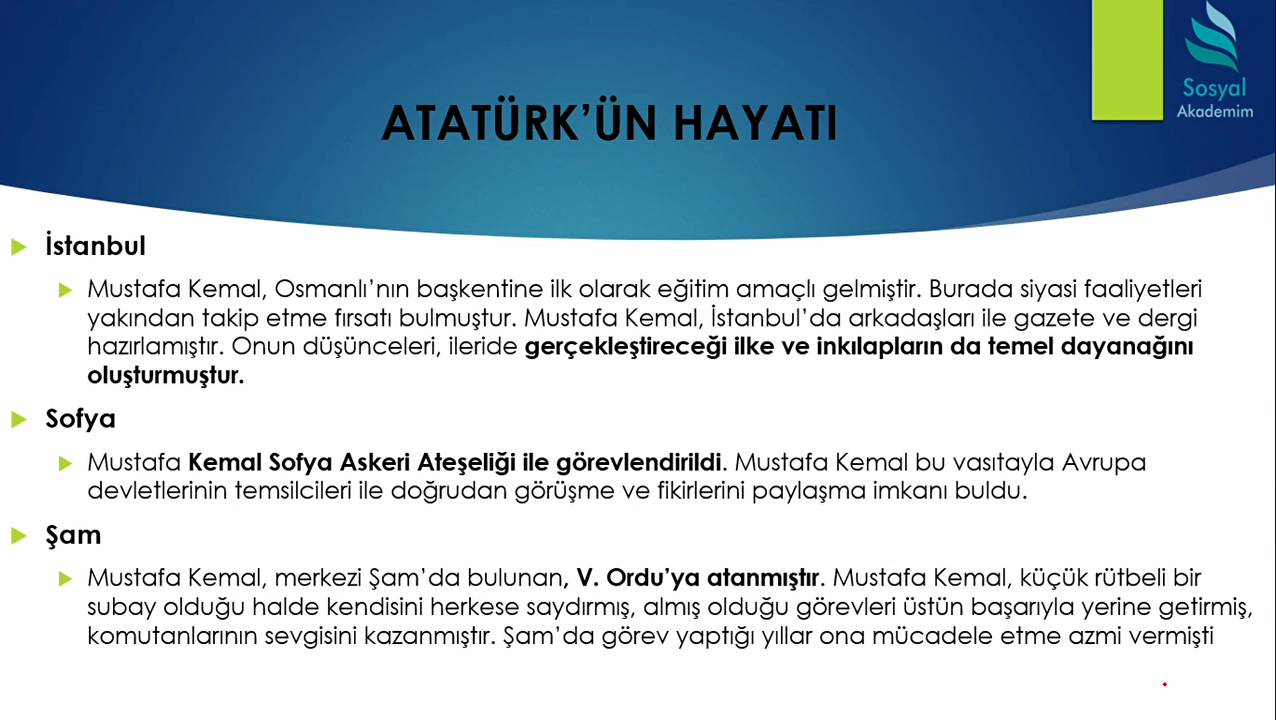 Sosyal
Akademim
ATATÜRK’ÜN HAYATI
İstanbul
Mustafa Kemal, Osmanlı’nın başkentine ilk olarak eğitim amaçlı gelmiştir. Burada siyasi faaliyetleri
yakından takip etme fırsatı bulmuştur. Mustafa Kemal, İstanbul’da arkadaşları ile gazete ve dergi
hazırlamıştır. Onun düşünceleri, ileride gerçekleştireceği ilke ve inkılapların da temel dayanağını
oluşturmuştur.
Sofya
Mustafa Kemal Sofya Askeri Ateşeliği ile görevlendirildi. Mustafa Kemal bu vasıtayla Avrupa
devletlerinin temsilcileri ile doğrudan görüşme ve fikirlerini paylaşma imkanı buldu.
Şam
Mustafa Kemal, merkezi Şam’da bulunan, V. Ordu’ya atanmıştır. Mustafa Kemal, küçük rütbeli bir
subay olduğu halde kendisini herkese saydırmış, almış olduğu görevleri üstün başarıyla yerine getirmiş,
komutanlarının sevgisini kazanmıştır. Şam’da görev yaptığı yıllar ona mücadele etme azmi vermişti